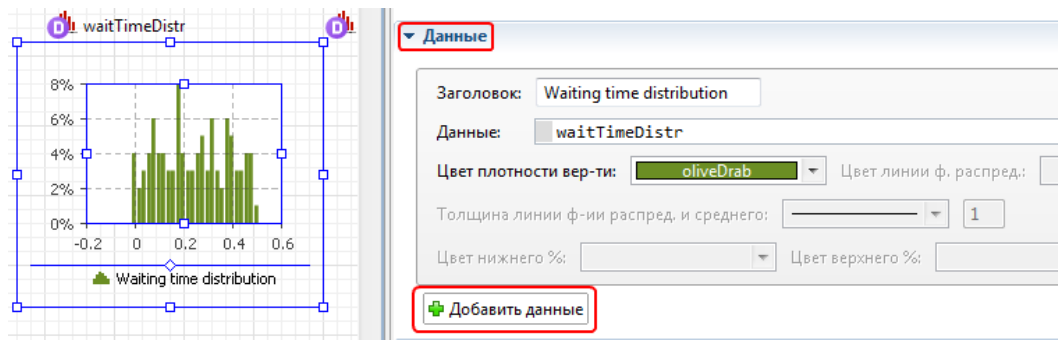 D waitTimeDistr D
8%
6%
4%
2%
0%
-0.2 0 0.2 0.4 0.6
Waiting time distribution
Данные
Заголовок: Waiting time distribution
Данные: waitTimeDistr
Цвет плотности вер-ти: oliveDrab Цвет линии ф. распред.:
Толщина линии ф-ии распред. и среднего: 1
Цвет нижнего %: Цвет верхнего %:
Добавить данные